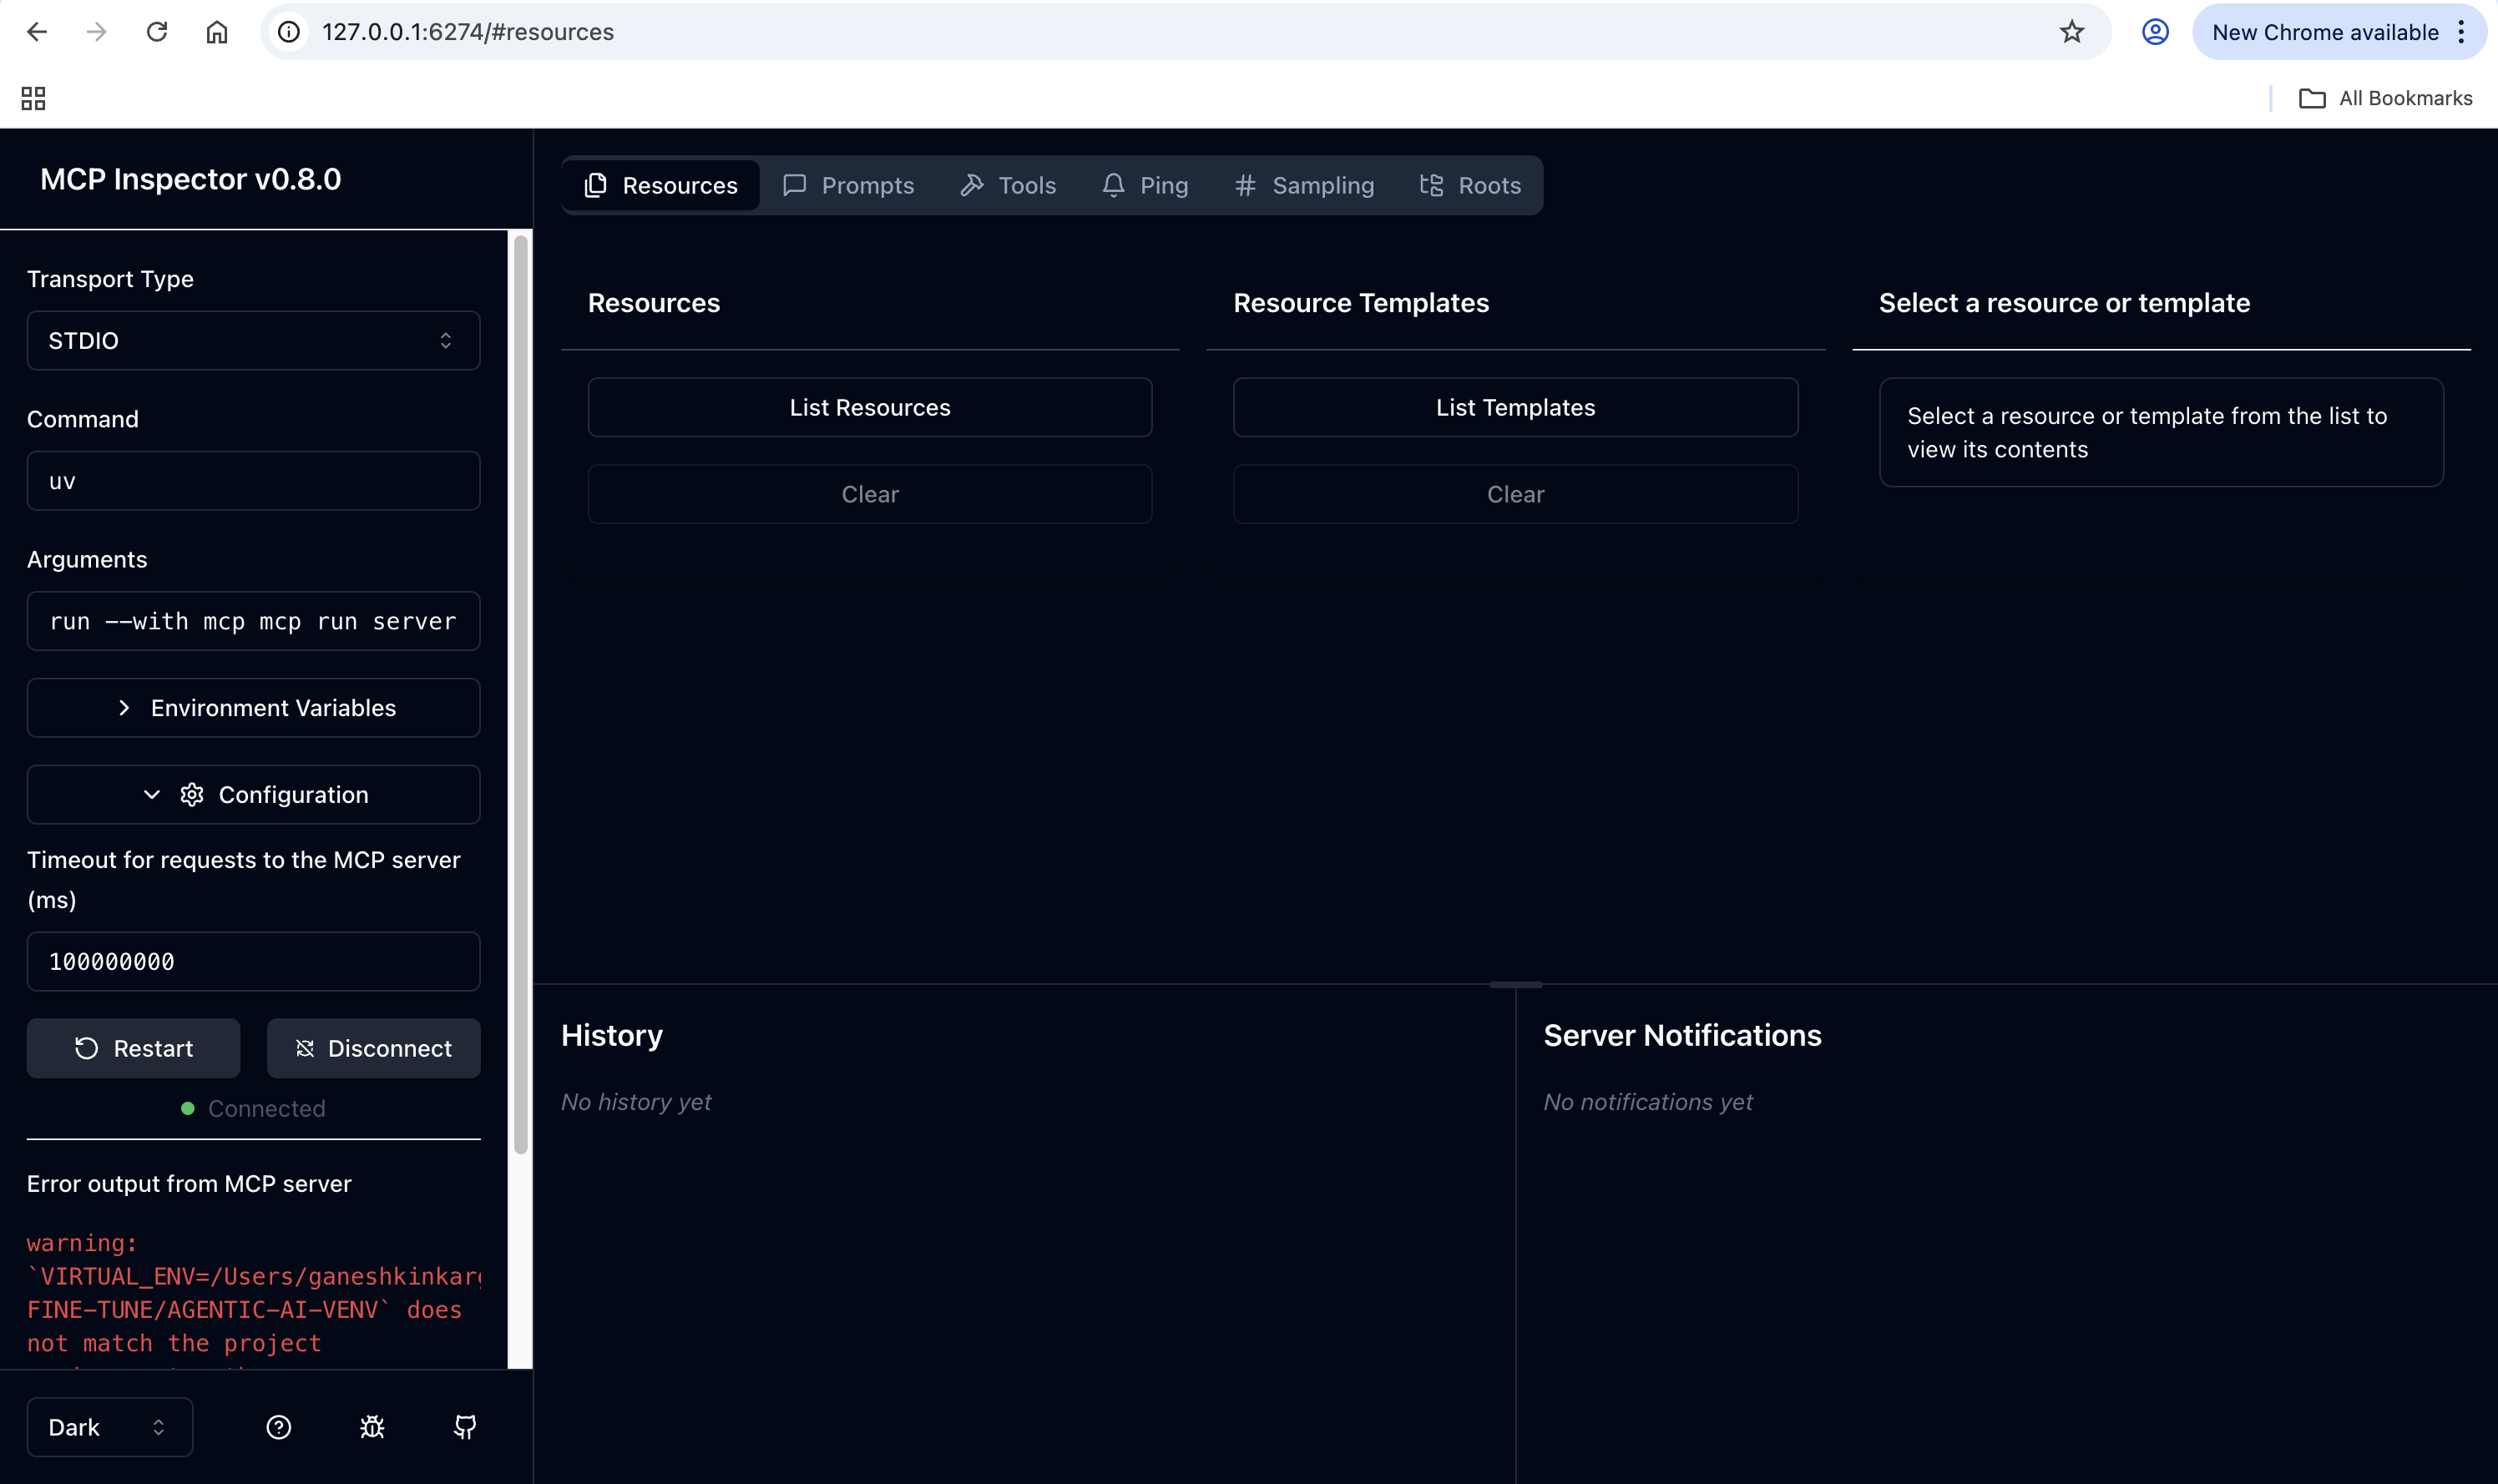 127.0.0.1:6274/#resources
New Chrome available
All Bookmarks
MCP Inspector v0.8.0
Transport Type
STDIO
Command
uv
Arguments
run --with mcp mcp run server
Environment Variables
Configuration
Timeout for requests to the MCP server
(ms)
100000000
Restart
Disconnect
Connected
Error output from MCP server
warning:
`VIRTUAL_ENV=/Users/ganeshkinkar
FINE-TUNE/AGENTIC-AI-VENV` does
not match the project
Dark
Resources
Prompts
Tools
Ping
Sampling
Roots
Resources
List Resources
Clear
Resource Templates
List Templates
Clear
Select a resource or template
Select a resource or template from the list to
view its contents
History
No history yet
Server Notifications
No notifications yet